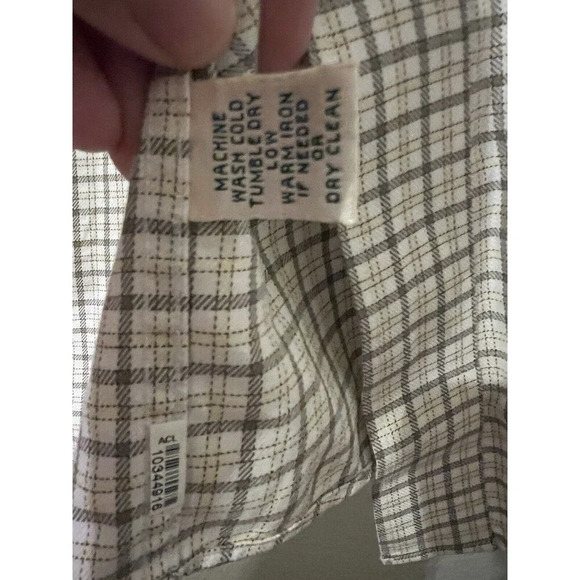 MACHINE
WASH COLD
TUMBLE DRY
LOW
WARM IRON
IF NEEDED
OR
DRY CLEAN
ACL
10344916